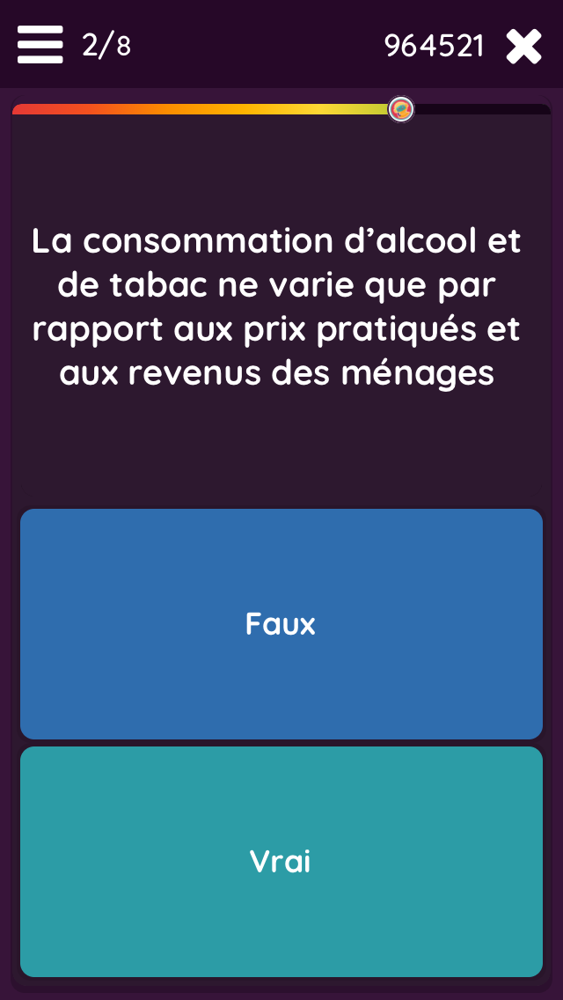 2/8
964521
La consommation d’alcool et
de tabac ne varie que par
rapport aux prix pratiqués et
aux revenus des ménages
Faux
Vrai